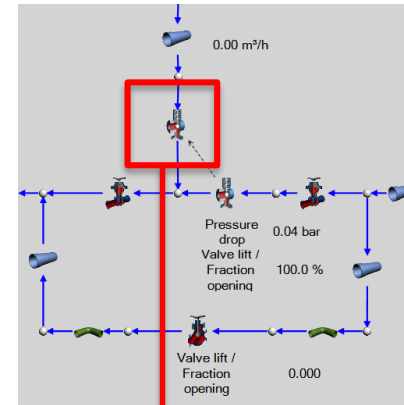 0.00 m³/h
Pressure
drop
0.04 bar
Valve lift /
Fraction
opening
100.0 %
Valve lift /
Fraction
opening
0.000